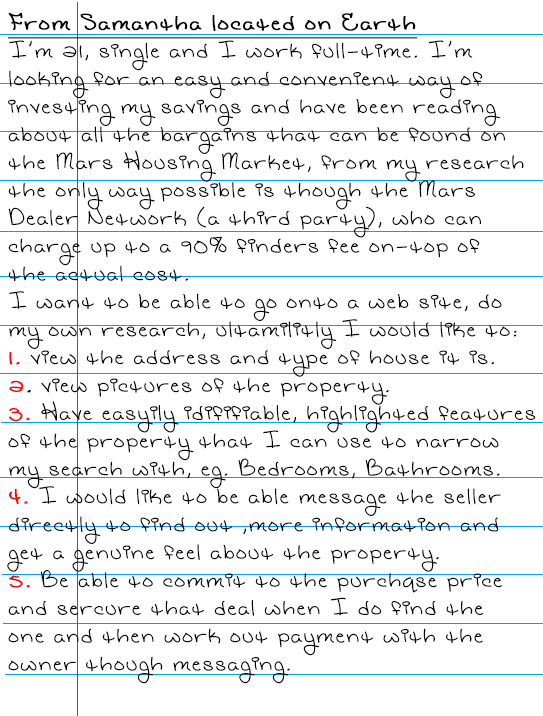 From Samantha located on Earth
I'm 21, single and I work full-time. I'm
looking for an easy and convenient way of
investing my savings and have been reading
about all the bargains that can be found on
the Mars Housing Market, from my research
the only way possible is though the Mars
Dealer Network (a third party), who can
charge up to a 90% finders fee on-top of
the actual cost.
I want to be able to go onto a web site, do
my own research, ultamilitly I would like to:
1. view the address and type of house it is.
2. view pictures of the property.
3. Have easyily idififiable, highlighted features
of the property that I can use to narrow
my search with, eg. Bedrooms, Bathrooms.
4. I would like to be able message the seller
directly to find out ,more information and
get a genuine feel about the property.
5. Be able to commit to the purchase price
and sercure that deal when I do find the
one and then work out payment with the
owner though messaging.